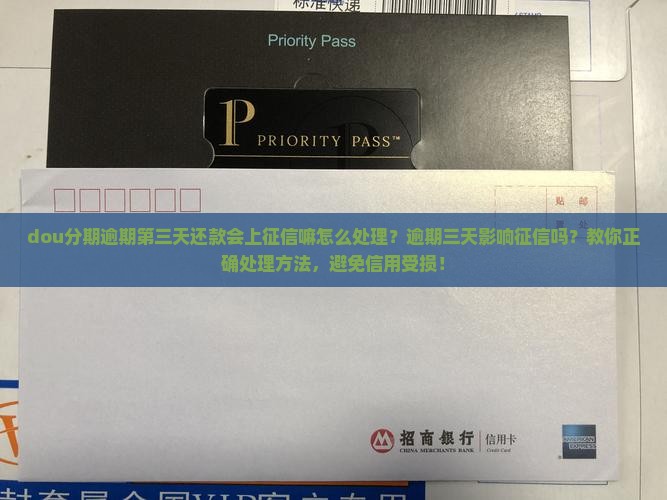 标准快递
Priority Pass
PRIORITY PASS™
贴 邮
dou分期逾期第三天还款会上征信嘛怎么处理？逾期三天影响征信吗？教你正
确处理方法，避免信用受损！
招商银行 信用卡
CHINA MERCHANTS BANK Credit Card
AMERICAN
EXPRESS